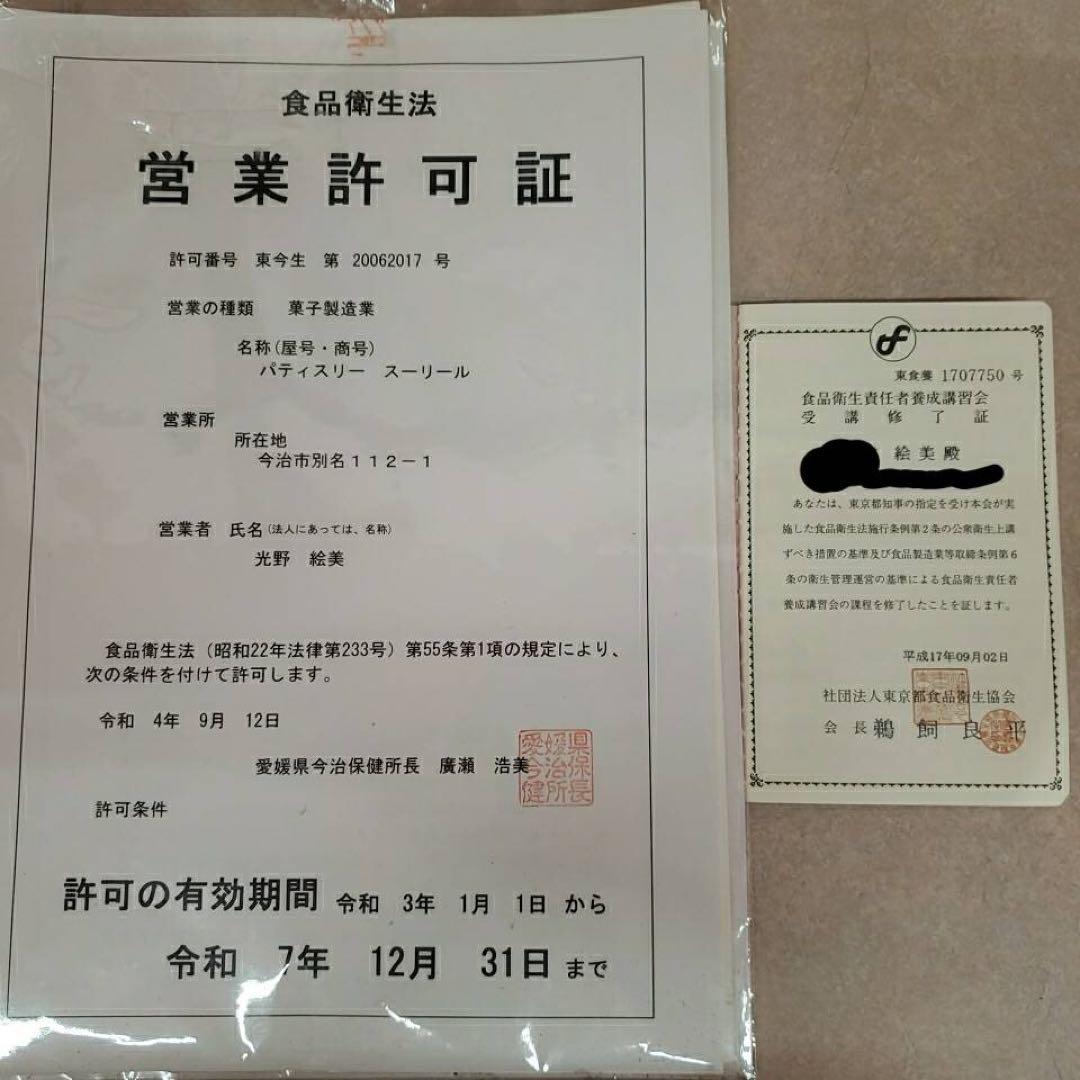 食品衛生法
営業許可証
許可番号 東今生 第 20062017 号
営業の種類 菓子製造業
名称(屋号・商号)
パティスリー スーリール
営業所
所在地
今治市別名112-1
営業者 氏名(法人にあっては、名称)
光野 絵美
食品衛生法(昭和22年法律第233号)第55条第1項の規定により、
次の条件を付けて許可します。
令和 4年 9月 12日
愛媛県今治保健所長 廣瀬 浩美
愛媛県
今治保
健所長
許可条件
許可の有効期間 令和 3年 1月 1日 から
令和 7年 12月 31日 まで
東食養 1707750 号
食品衛生責任者養成講習会
受講修了証
絵美殿
あなたは、東京都知事の指定を受け本会が実
施した食品衛生法施行条例第2条の公衆衛生上講
ずべき措置の基準及び食品製造業等取締条例第6
条の衛生管理運営の基準による食品衛生責任者
養成講習会の課程を修了したことを証します。
平成17年09月02日
社団法人東京都食品衛生協会
会長 鵜飼良平